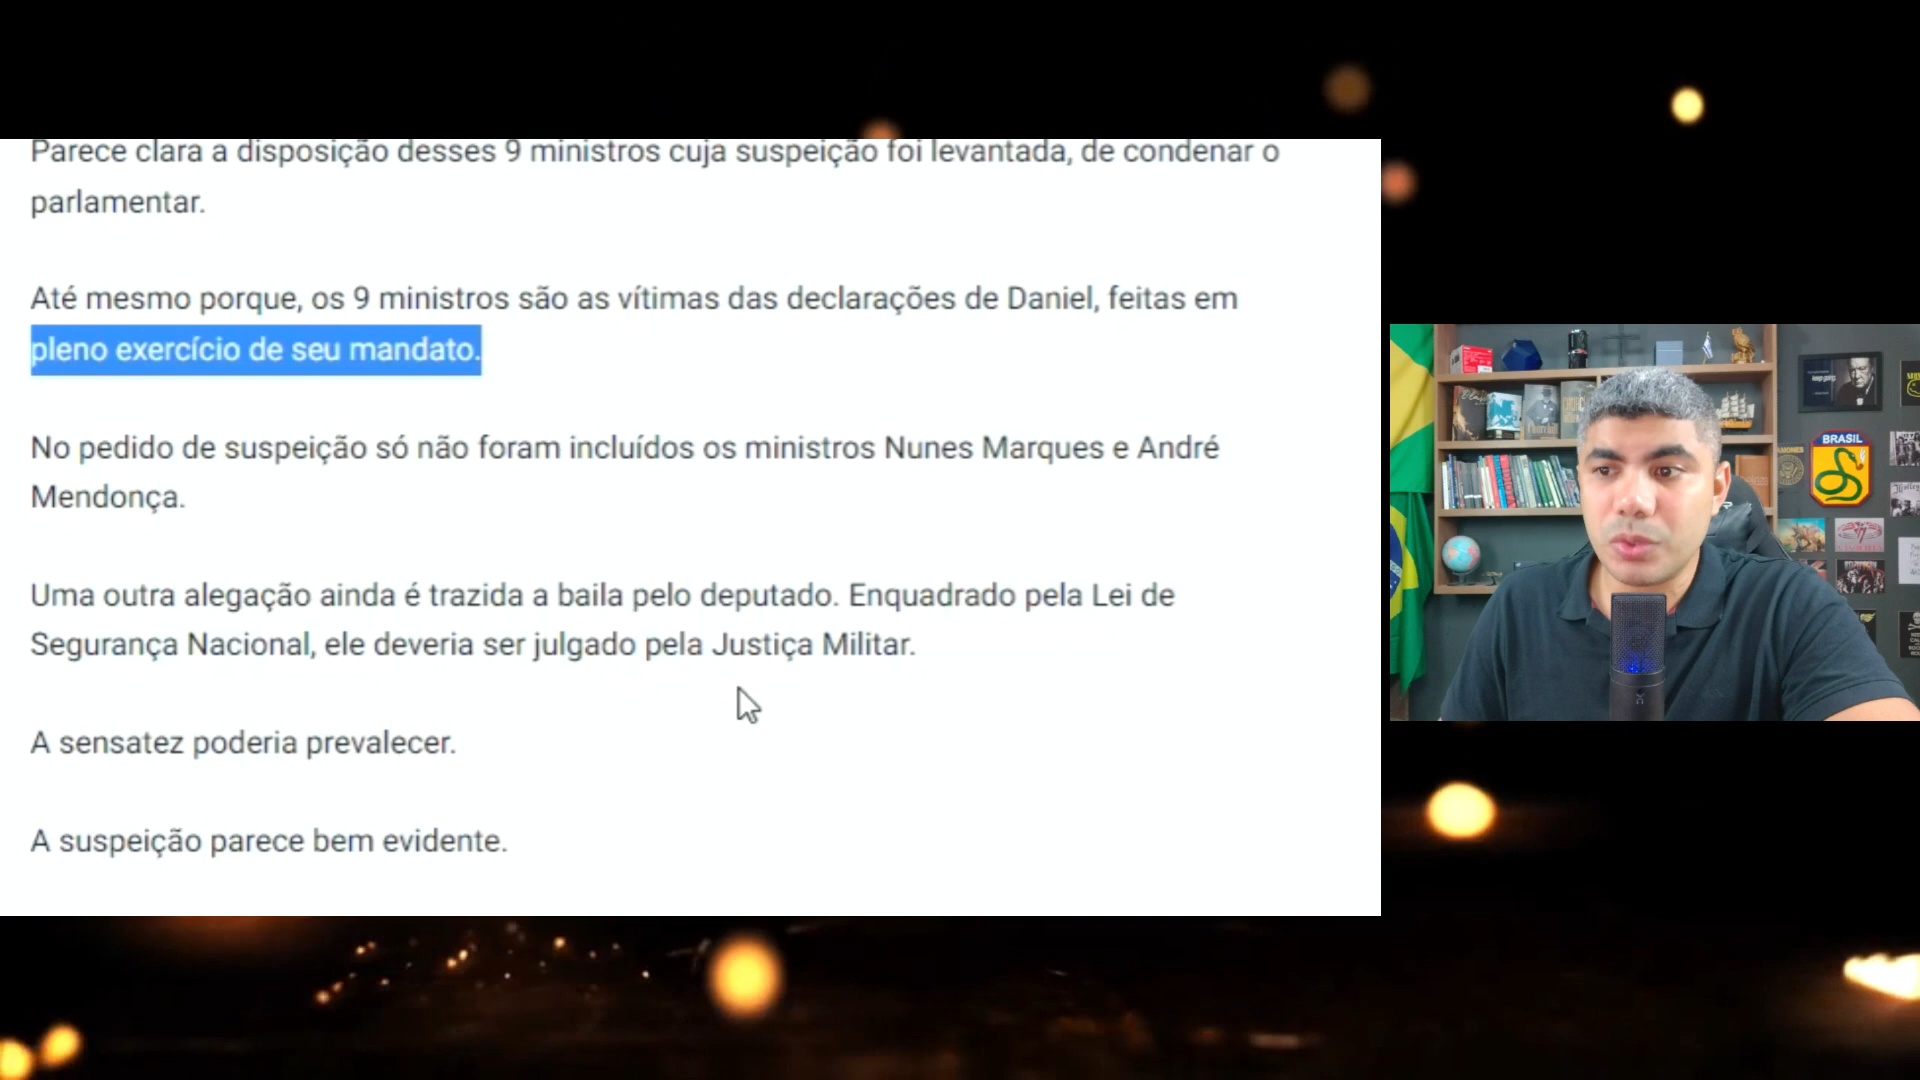 Parece clara a disposição desses 9 ministros cuja suspeição foi levantada, de condenar o
parlamentar.
Até mesmo porque, os 9 ministros são as vítimas das declarações de Daniel, feitas em
pleno exercício de seu mandato.
No pedido de suspeição só não foram incluídos os ministros Nunes Marques e André
Mendonça.
Uma outra alegação ainda é trazida a baila pelo deputado. Enquadrado pela Lei de
Segurança Nacional, ele deveria ser julgado pela Justiça Militar.
A sensatez poderia prevalecer.
A suspeição parece bem evidente.
BRASIL